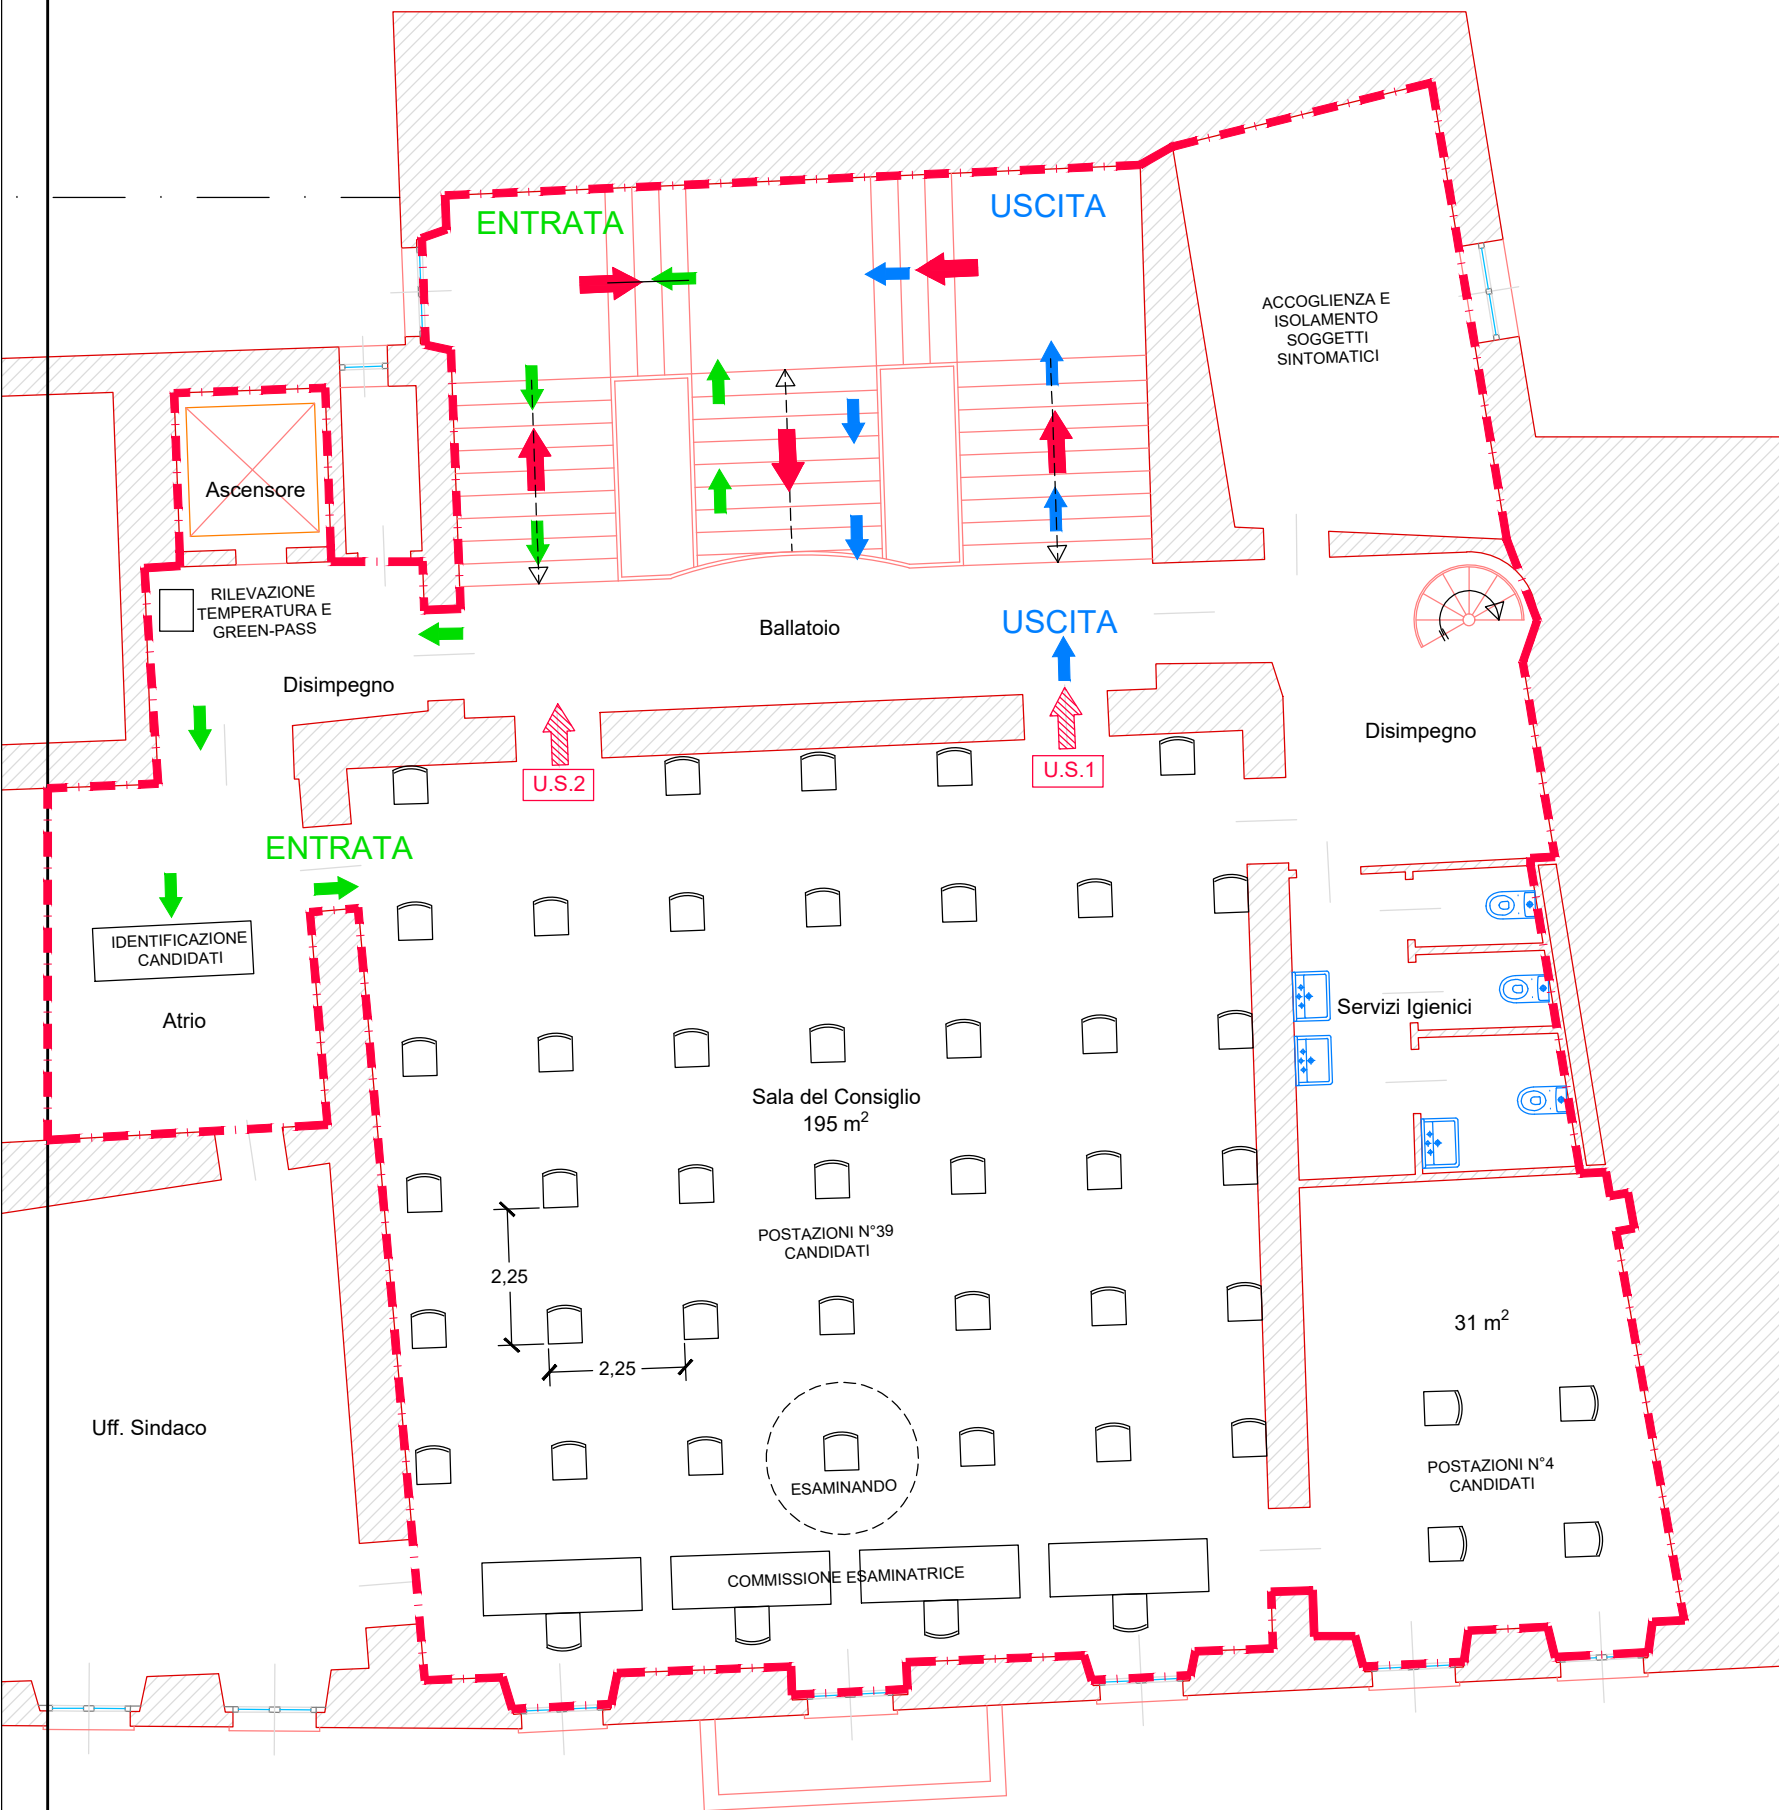 USCITA
ENTRATA
ACCOGLIENZA E
ISOLAMENTO
SOGGETTI
SINTOMATICI
Ascensore
RILEVAZIONE
TEMPERATURA E
GREEN-PASS
Ballatoio
USCITA
Disimpegno
Disimpegno
U.S.2
U.S.1
ENTRATA
IDENTIFICAZIONE
CANDIDATI
Atrio
Servizi Igienici
Sala del Consiglio
195 m²
POSTAZIONI N°39
CANDIDATI
2,25
2,25
31 m²
Uff. Sindaco
ESAMINANDO
POSTAZIONI N°4
CANDIDATI
COMMISSIONE ESAMINATRICE